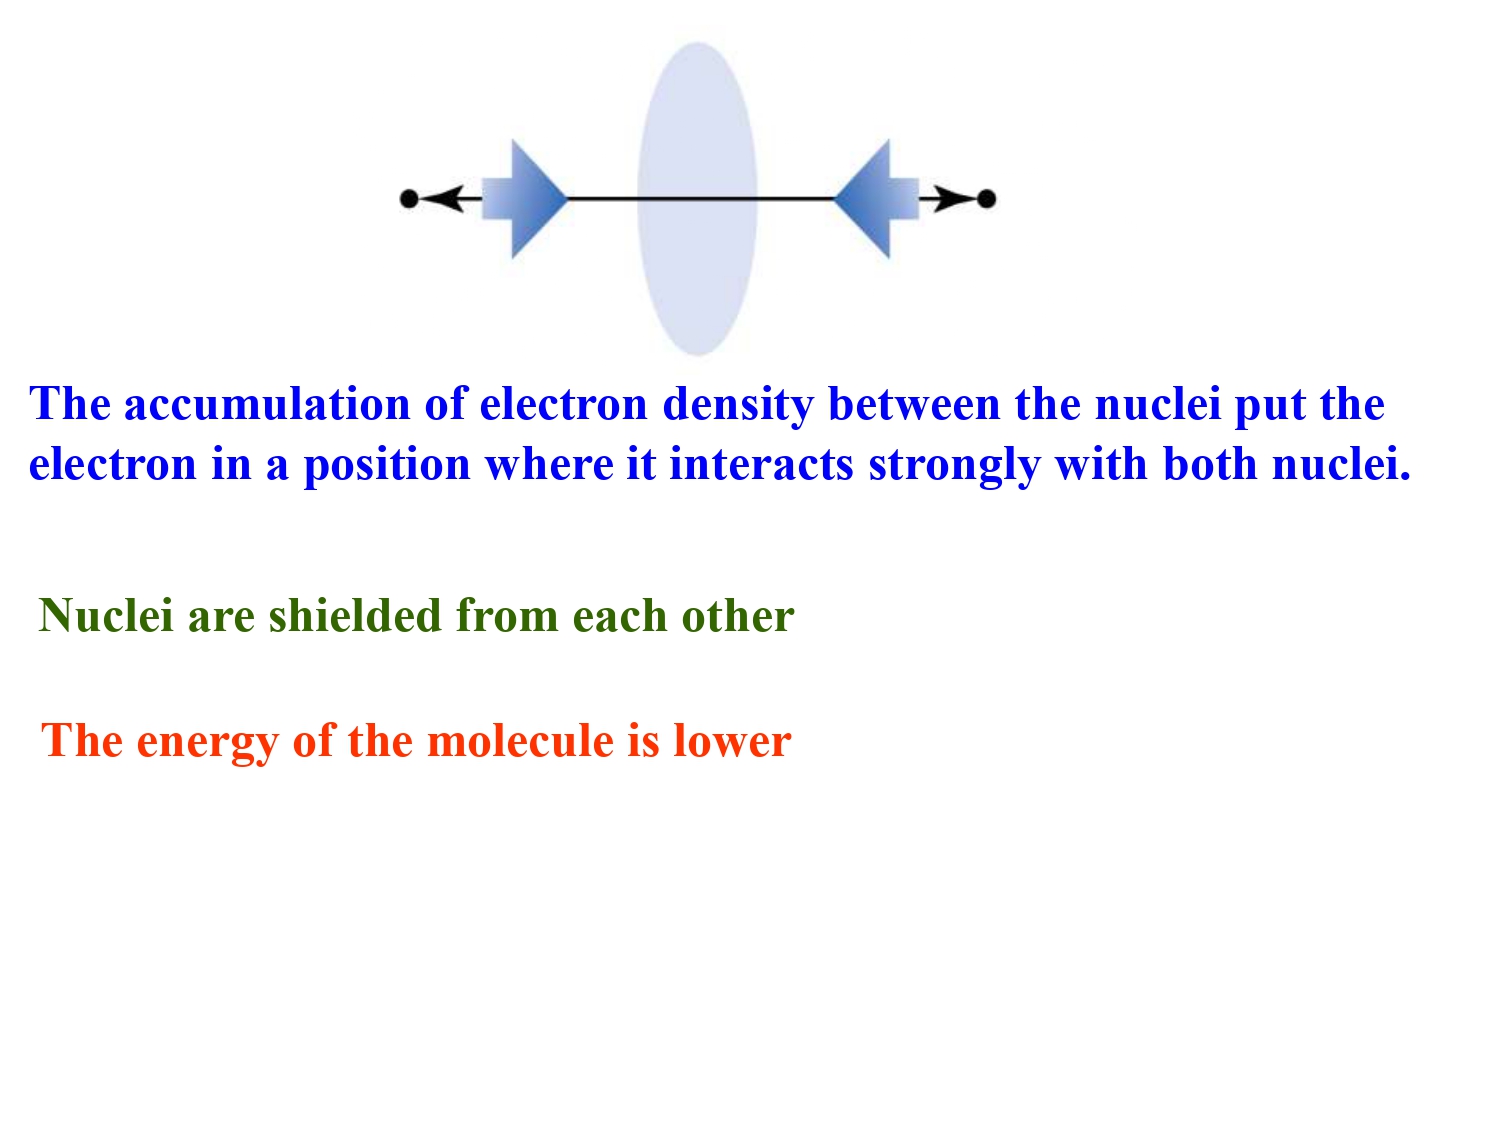 The accumulation of electron density between the nuclei put the
electron in a position where it interacts strongly with both nuclei.
Nuclei are shielded from each other
The energy of the molecule is lower